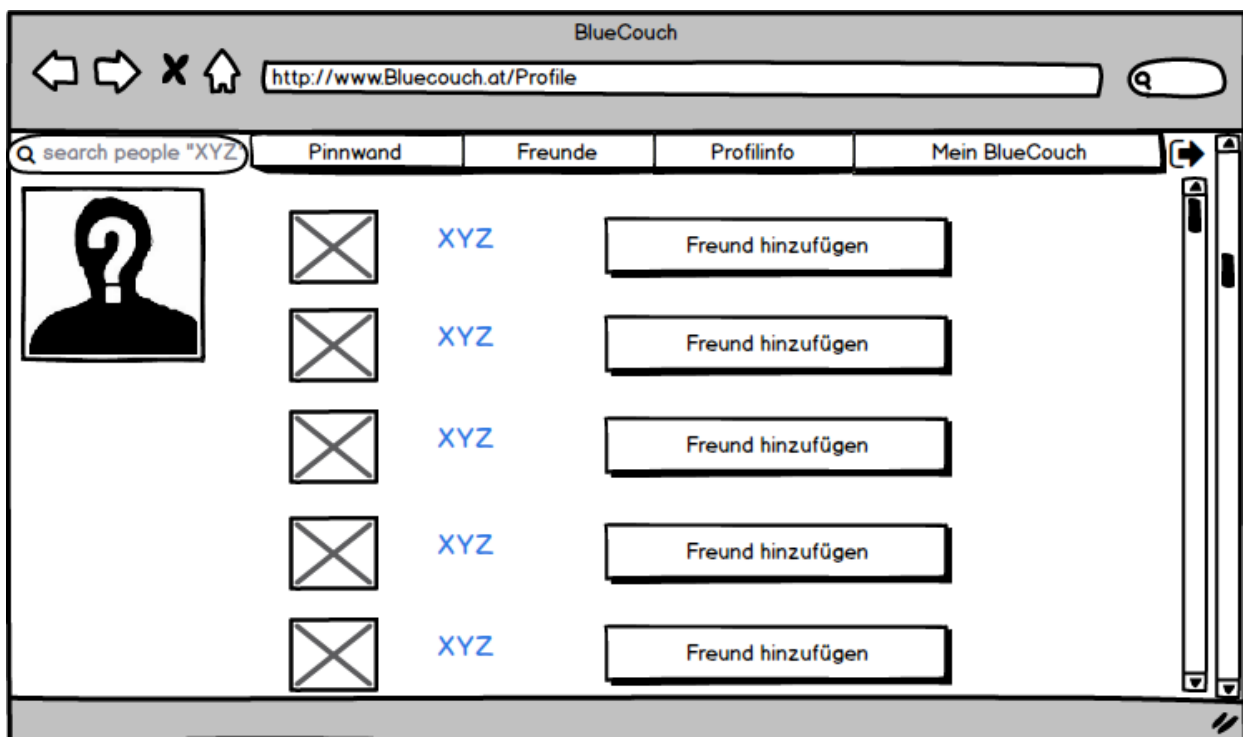 BlueCouch
http://www.Bluecouch.at/Profile
search people "XYZ"
Pinnwand
Freunde
Profilinfo
Mein BlueCouch
XYZ
Freund hinzufügen
XYZ
Freund hinzufügen
XYZ
Freund hinzufügen
XYZ
Freund hinzufügen
XYZ
Freund hinzufügen